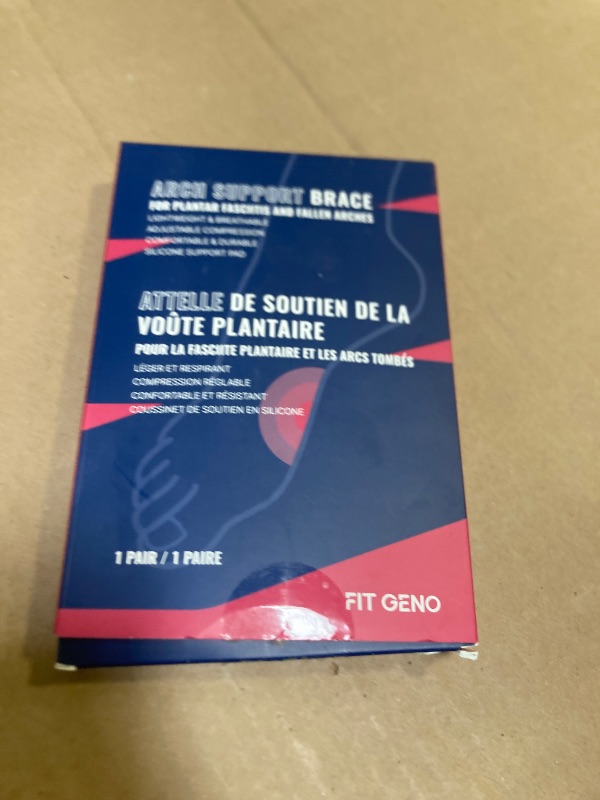 ARCH SUPPORT BRACE
FOR PLANTAR FASCHTIS AND FALLEN ARCHES
LIGHTWEIGHT & BREATHABLE
ADJUSTABLE COMPRESSION
COMFORTABLE & DURABLE
SILICONE SUPPORT PAD
ATTELLE DE SOUTIEN DE LA
VOÛTE PLANTAIRE
POUR LA FASCIITE PLANTAIRE ET LES ARCS TOMBÉS
LÉGER ET RESPIRANT
COMPRESSION RÉGLABLE
CONFORTABLE ET RÉSISTANT
COUSSINET DE SOUTIEN EN SILICONE
1 PAIR / 1 PAIRE
FIT GENO